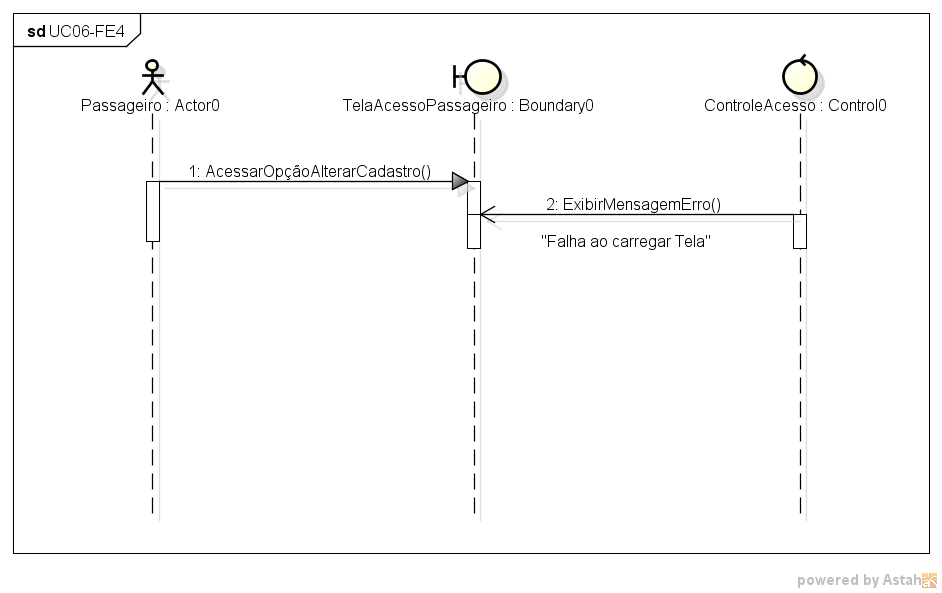 sd UC06-FE4
Passageiro : Actor0
TelaAcessoPassageiro : Boundary0
ControleAcesso : Control0
1: AcessarOpçãoAlterarCadastro()
2: ExibirMensagemErro()
"Falha ao carregar Tela"
powered by Astah